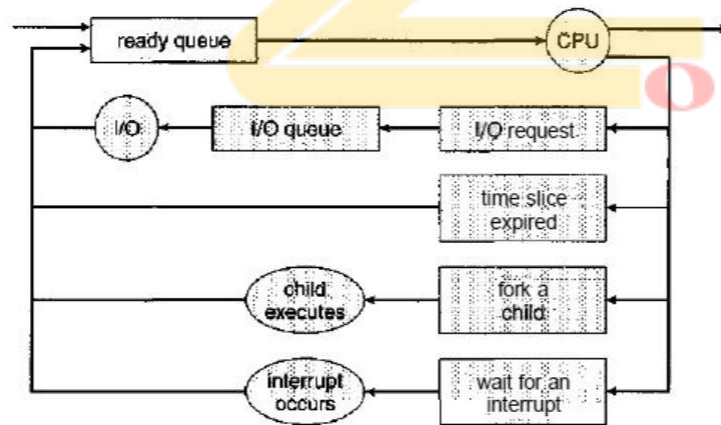 ready queue
CPU
I/O
I/O queue
I/O request
time slice
expired
child
executes
fork a
child
interrupt
occurs
wait for an
interrupt